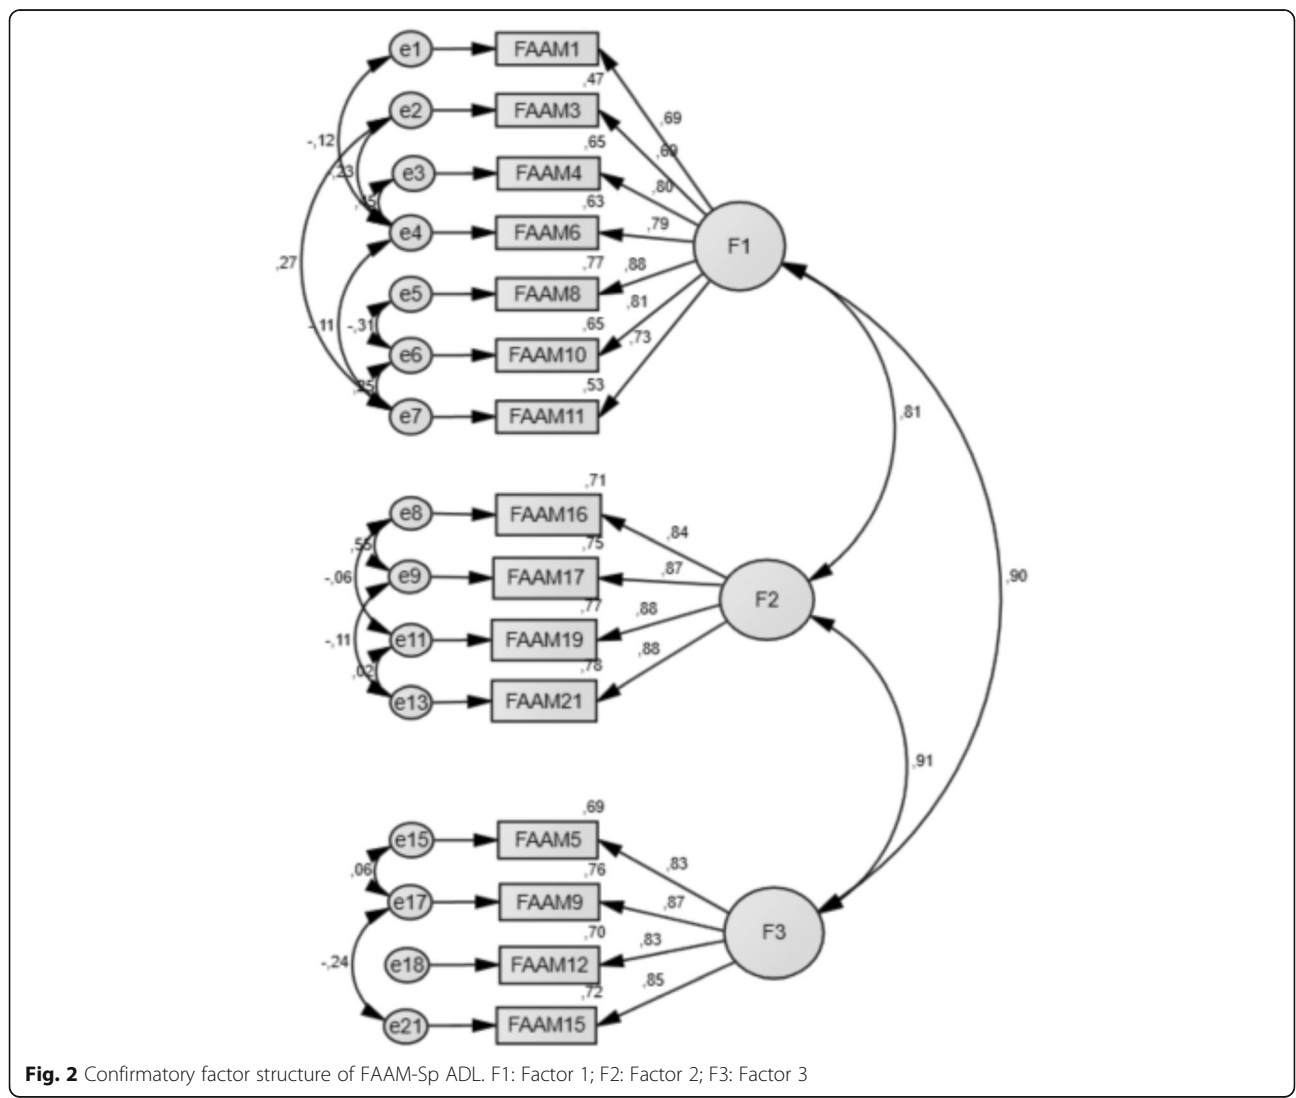 e1 FAAM1
,47
e2 FAAM3
,69
-,12
,65
,69
,23
e3 FAAM4
,80
,63
e4 FAAM6
,79
F1
,27
,77 ,88
e5 FAAM8
,81
-,11 -,31
,65
,73
e6 FAAM10
,25
,53
e7 FAAM11
,81
,71
e8 FAAM16
,84
,55
,75
-,06
e9 FAAM17
,87
,90
F2
,77 ,88
-,11
e11 FAAM19
,88
,02
,78
e13 FAAM21
,91
,69
e15 FAAM5
,83
,06
,76
e17 FAAM9
,87
F3
,70
,83
-,24
e18 FAAM12
,85
,72
e21 FAAM15
Fig. 2 Confirmatory factor structure of FAAM-Sp ADL. F1: Factor 1; F2: Factor 2; F3: Factor 3